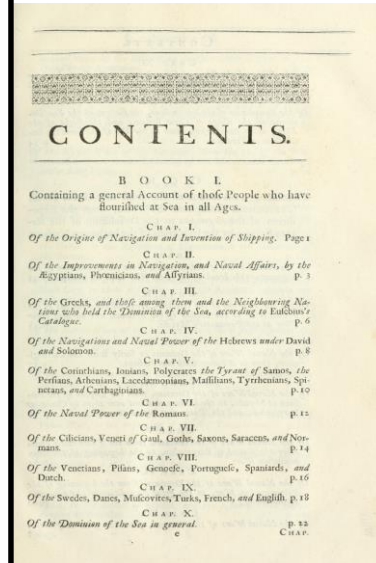 CONTENTS.
BOOK I.
Containing a general Account of thoſe People who have
flouriſhed at Sea in all Ages.
CHAP. I.
Of the Origine of Navigation and Invention of Shipping. Page 1
CHAP. II.
Of the Improvements in Navigation, and Naval Affairs, by the
Ægyptians, Phœnicians, and Aſſyrians. p. 3
CHAP. III.
Of the Greeks, and thoſe among them and the Neighbouring Na-
tions who held the Dominion of the Sea, according to Euſebius's
Catalogue. p. 6
CHAP. IV.
Of the Navigations and Naval Power of the Hebrews under David
and Solomon. p. 8
CHAP. V.
Of the Corinthians, Ionians, Polycrates the Tyrant of Samos, the
Perſians, Athenians, Lacedæmonians, Maſſilians, Tyrrhenians, Spi-
netans, and Carthaginians. p. 10
CHAP. VI.
Of the Naval Power of the Romans. p. 12
CHAP. VII.
Of the Cilicians, Veneti of Gaul, Goths, Saxons, Saracens, and Nor-
mans. p. 14
CHAP. VIII.
Of the Venetians, Piſans, Genoeſe, Portugueſe, Spaniards, and
Dutch. p. 16
CHAP. IX.
Of the Swedes, Danes, Muſcovites, Turks, French, and Engliſh. p. 18
CHAP. X.
Of the Dominion of the Sea in general. p. 22
e CHAP.